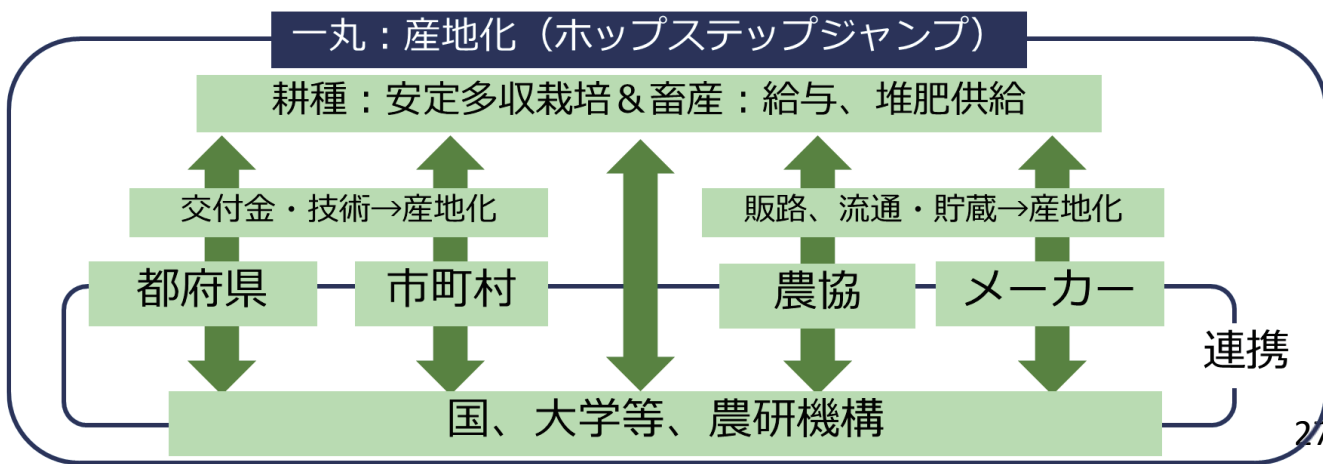 一丸：産地化（ホップステップジャンプ）
耕種：安定多収栽培＆畜産：給与、堆肥供給
交付金・技術→産地化
販路、流通・貯蔵→産地化
都府県
市町村
農協
メーカー
連携
国、大学等、農研機構
27